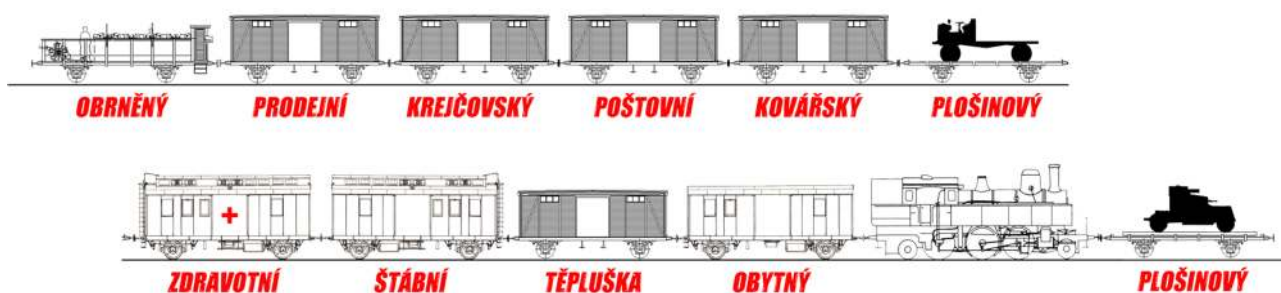 OBRNĚNÝ PRODEJNÍ KREJČOVSKÝ POŠTOVNÍ KOVÁŘSKÝ PLOŠINOVÝ
ZDRAVOTNÍ ŠTÁBNÍ TĚPLUŠKA OBYTNÝ PLOŠINOVÝ